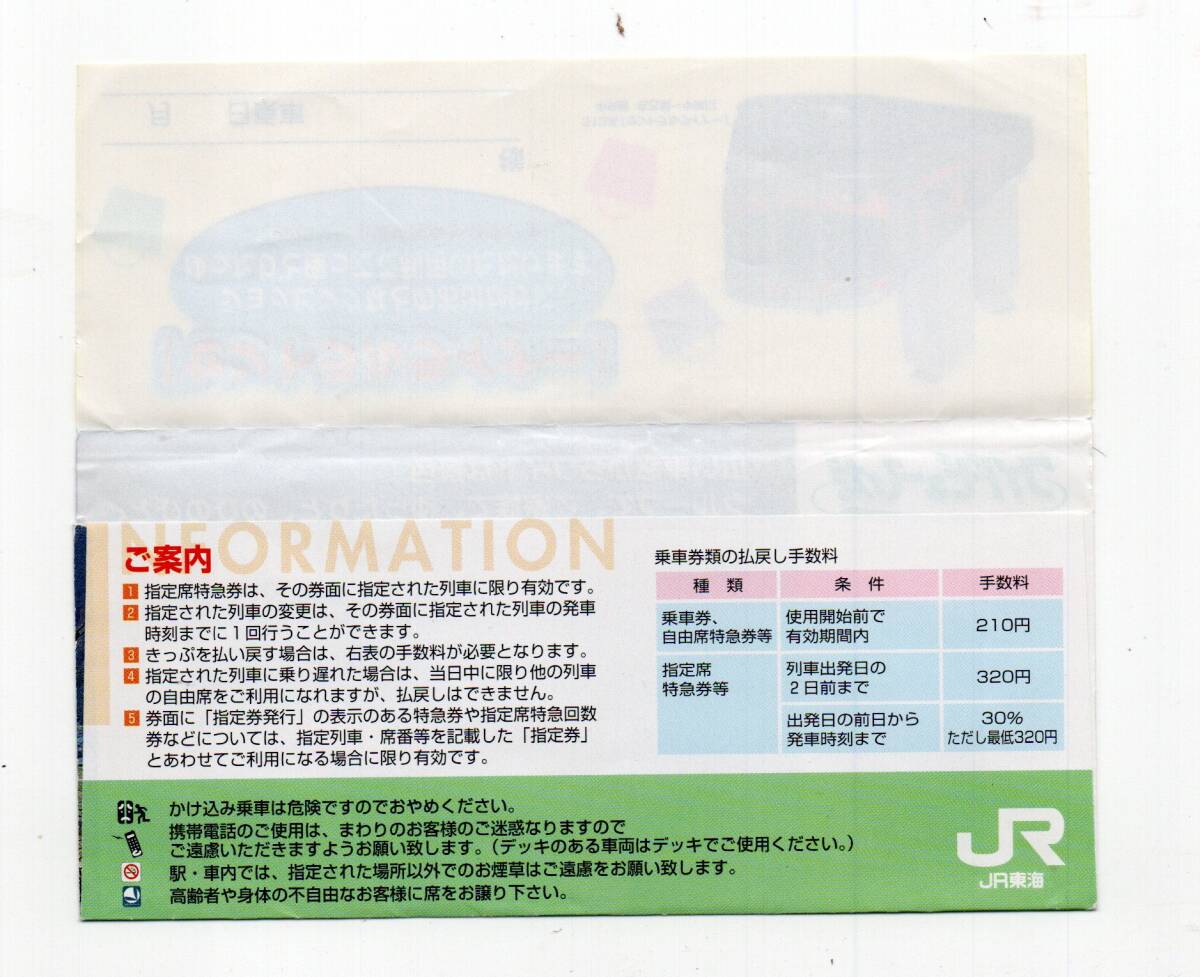 INFORMATION
ご案内
1 指定席特急券は、その券面に指定された列車に限り有効です。
2 指定された列車の変更は、その券面に指定された列車の発車
時刻までに1回行うことができます。
3 きっぷを払い戻す場合は、右表の手数料が必要となります。
4 指定された列車に乗り遅れた場合は、当日中に限り他の列車
の自由席をご利用になれますが、払戻しはできません。
5 券面に「指定券発行」の表示のある特急券や指定席特急回数
券などについては、指定列車・席番等を記載した「指定券」
とあわせてご利用になる場合に限り有効です。
乗車券類の払戻し手数料
種類 条件 手数料
乗車券、
自由席特急券等
使用開始前で
有効期間内
210円
指定席
特急券等
列車出発日の
2日前まで
320円
出発日の前日から
発車時刻まで
30%
ただし最低320円
かけ込み乗車は危険ですのでおやめください。
携帯電話のご使用は、まわりのお客様のご迷惑なりますので
ご遠慮いただきますようお願い致します。(デッキのある車両はデッキでご使用ください。)
駅・車内では、指定された場所以外でのお煙草はご遠慮をお願い致します。
高齢者や身体の不自由なお客様に席をお譲り下さい。
JR
JR東海